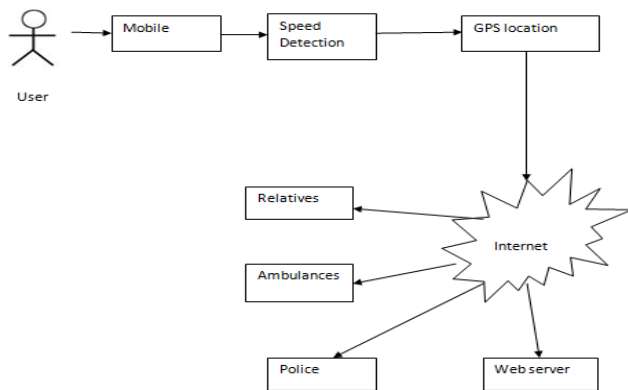 Mobile
Speed
Detection
GPS location
User
Relatives
Internet
Ambulances
Police
Web server